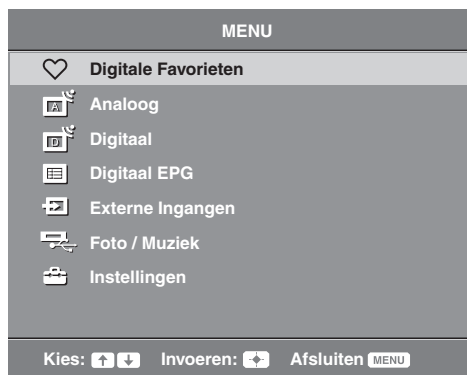 MENU
Digitale Favorieten
Analoog
Digitaal
Digitaal EPG
Externe Ingangen
Foto / Muziek
Instellingen
Kies: ↑ ↓ Invoeren: Afsluiten MENU